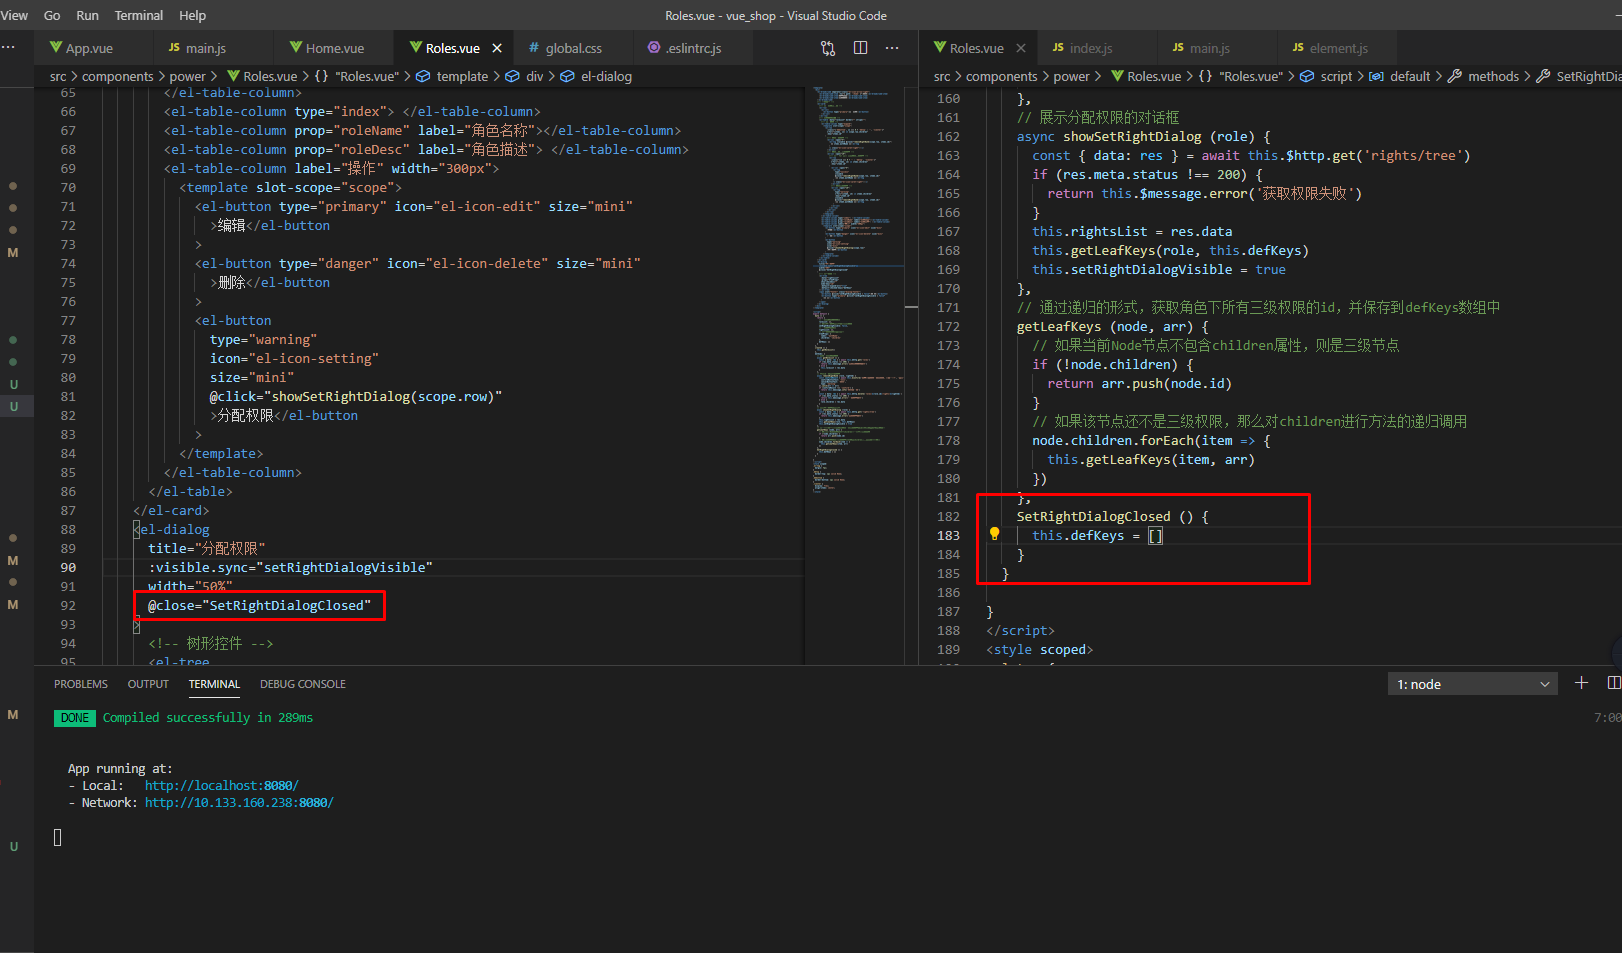 View Go Run Terminal Help
Roles.vue - vue_shop - Visual Studio Code
App.vue
JS main.js
Home.vue
Roles.vue
# global.css
.eslintrc.js
src > components > power > Roles.vue > {} "Roles.vue" > template > div > el-dialog
65 </el-table-column>
66 <el-table-column type="index"> </el-table-column>
67 <el-table-column prop="roleName" label="角色名称"></el-table-column>
68 <el-table-column prop="roleDesc" label="角色描述"> </el-table-column>
69 <el-table-column label="操作" width="300px">
70 <template slot-scope="scope">
71 <el-button type="primary" icon="el-icon-edit" size="mini"
72 >编辑</el-button
73 >
74 <el-button type="danger" icon="el-icon-delete" size="mini"
75 >删除</el-button
76 >
77 <el-button
78 type="warning"
79 icon="el-icon-setting"
80 size="mini"
81 @click="showSetRightDialog(scope.row)"
82 >分配权限</el-button
83 >
84 </template>
85 </el-table-column>
86 </el-table>
87 </el-card>
88 <el-dialog
89 title="分配权限"
90 :visible.sync="setRightDialogVisible"
91 width="50%"
92 @close="SetRightDialogClosed"
93 >
94 <!-- 树形控件 -->
95 <el-tree
Roles.vue
JS index.js
JS main.js
JS element.js
src > components > power > Roles.vue > {} "Roles.vue" > script > default > methods > SetRightDia
160 },
161 // 展示分配权限的对话框
162 async showSetRightDialog (role) {
163 const { data: res } = await this.$http.get('rights/tree')
164 if (res.meta.status !== 200) {
165 return this.$message.error('获取权限失败')
166 }
167 this.rightsList = res.data
168 this.getLeafKeys(role, this.defKeys)
169 this.setRightDialogVisible = true
170 },
171 // 通过递归的形式，获取角色下所有三级权限的id，并保存到defKeys数组中
172 getLeafKeys (node, arr) {
173 // 如果当前Node节点不包含children属性，则是三级节点
174 if (!node.children) {
175 return arr.push(node.id)
176 }
177 // 如果该节点还不是三级权限，那么对children进行方法的递归调用
178 node.children.forEach(item => {
179 this.getLeafKeys(item, arr)
180 })
181 },
182 SetRightDialogClosed () {
183 this.defKeys = []
184 }
185 }
186
187 }
188 </script>
189 <style scoped>
M
U
U
M
M
M
U
PROBLEMS OUTPUT TERMINAL DEBUG CONSOLE
1: node
DONE Compiled successfully in 289ms
7:00
App running at:
- Local: http://localhost:8080/
- Network: http://10.133.160.238:8080/